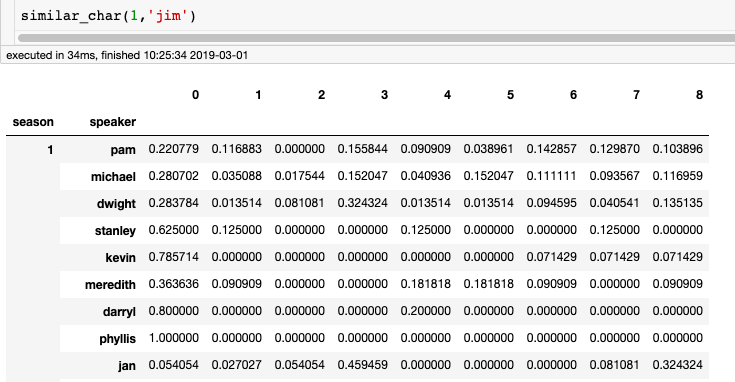 similar_char(1,'jim')
executed in 34ms, finished 10:25:34 2019-03-01
0 1 2 3 4 5 6 7 8
season speaker
1 pam 0.220779 0.116883 0.000000 0.155844 0.090909 0.038961 0.142857 0.129870 0.103896
michael 0.280702 0.035088 0.017544 0.152047 0.040936 0.152047 0.111111 0.093567 0.116959
dwight 0.283784 0.013514 0.081081 0.324324 0.013514 0.013514 0.094595 0.040541 0.135135
stanley 0.625000 0.125000 0.000000 0.000000 0.125000 0.000000 0.000000 0.125000 0.000000
kevin 0.785714 0.000000 0.000000 0.000000 0.000000 0.000000 0.071429 0.071429 0.071429
meredith 0.363636 0.090909 0.000000 0.000000 0.181818 0.181818 0.090909 0.000000 0.090909
darryl 0.800000 0.000000 0.000000 0.000000 0.200000 0.000000 0.000000 0.000000 0.000000
phyllis 1.000000 0.000000 0.000000 0.000000 0.000000 0.000000 0.000000 0.000000 0.000000
jan 0.054054 0.027027 0.054054 0.459459 0.000000 0.000000 0.000000 0.081081 0.324324